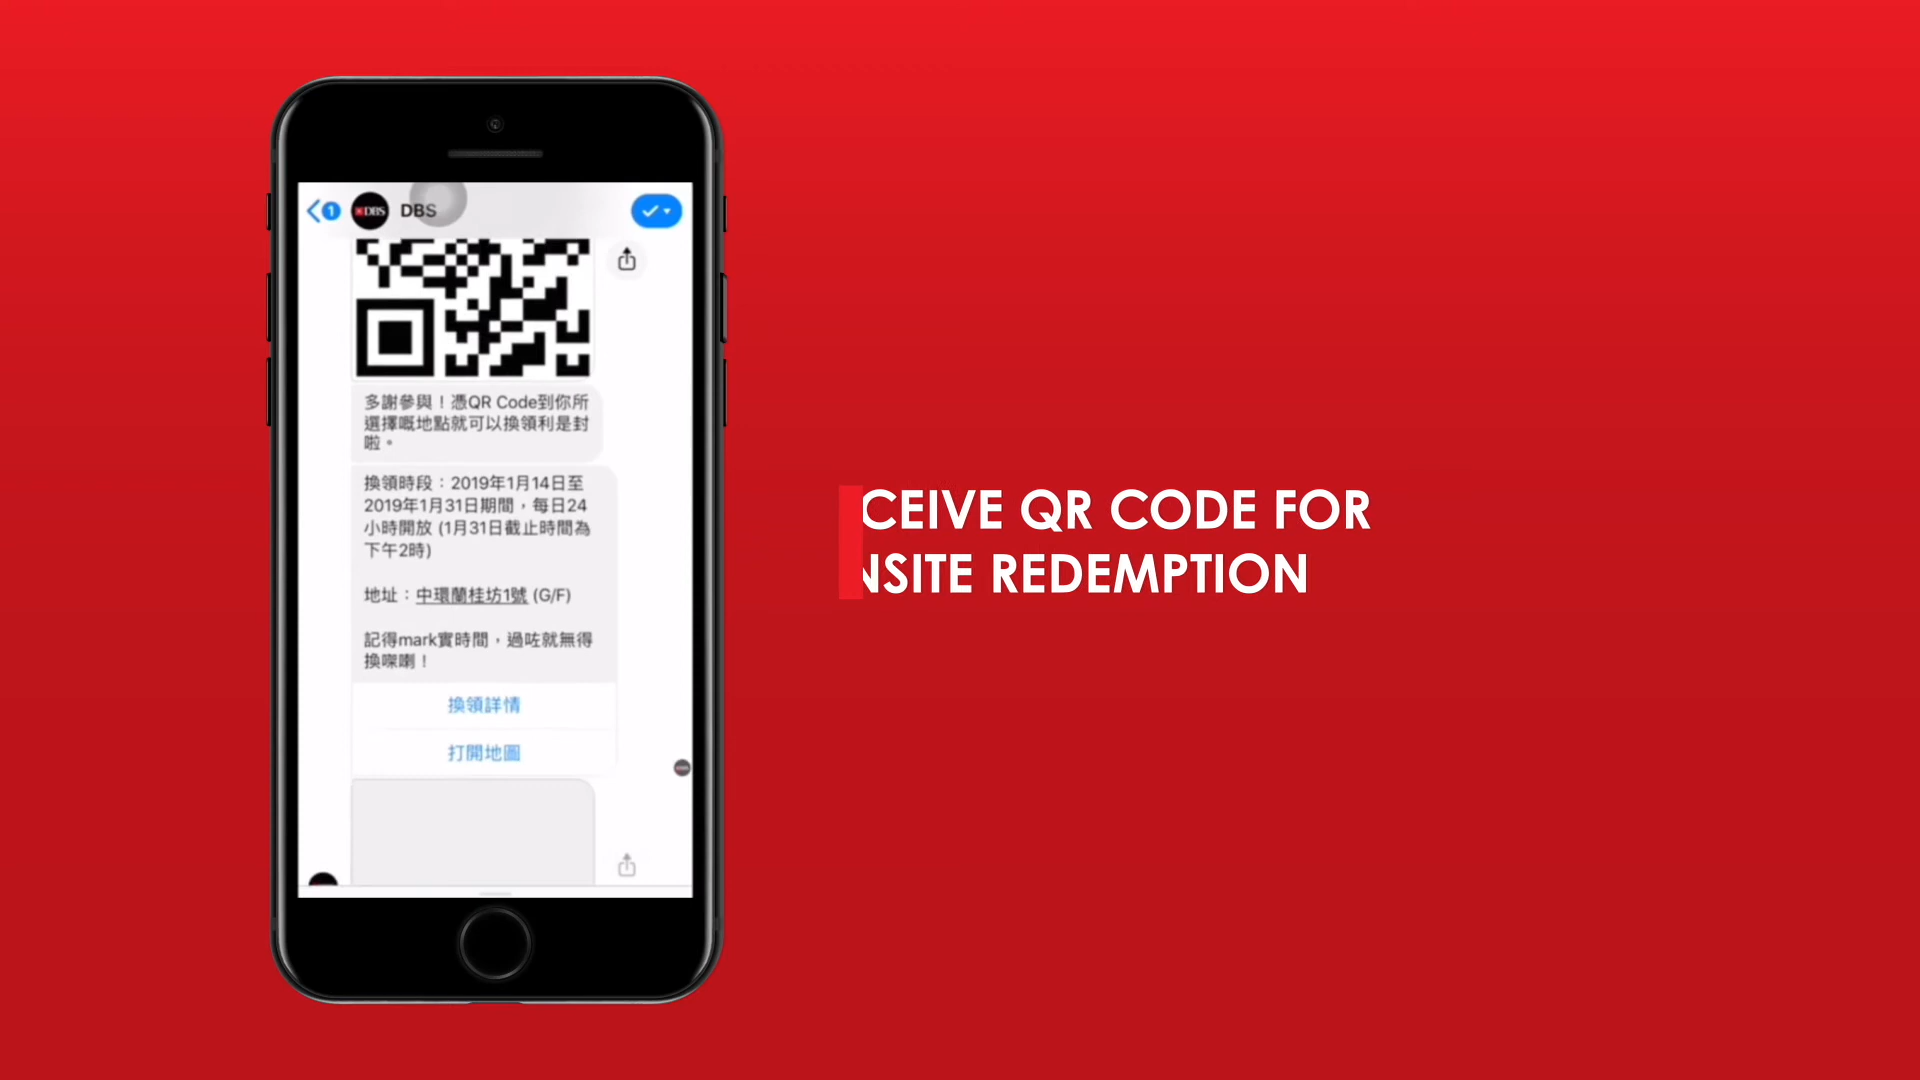 1
DBS
DBS
多謝參與！憑QR Code到你所
選擇嘅地點就可以換領利是封
啦。
換領時段：2019年1月14日至
2019年1月31日期間，每日24
小時開放 (1月31日截止時間為
下午2時)
地址：中環蘭桂坊1號 (G/F)
記得mark實時間，過咗就無得
換㗎喇！
換領詳情
打開地圖
CEIVE QR CODE FOR
NSITE REDEMPTION